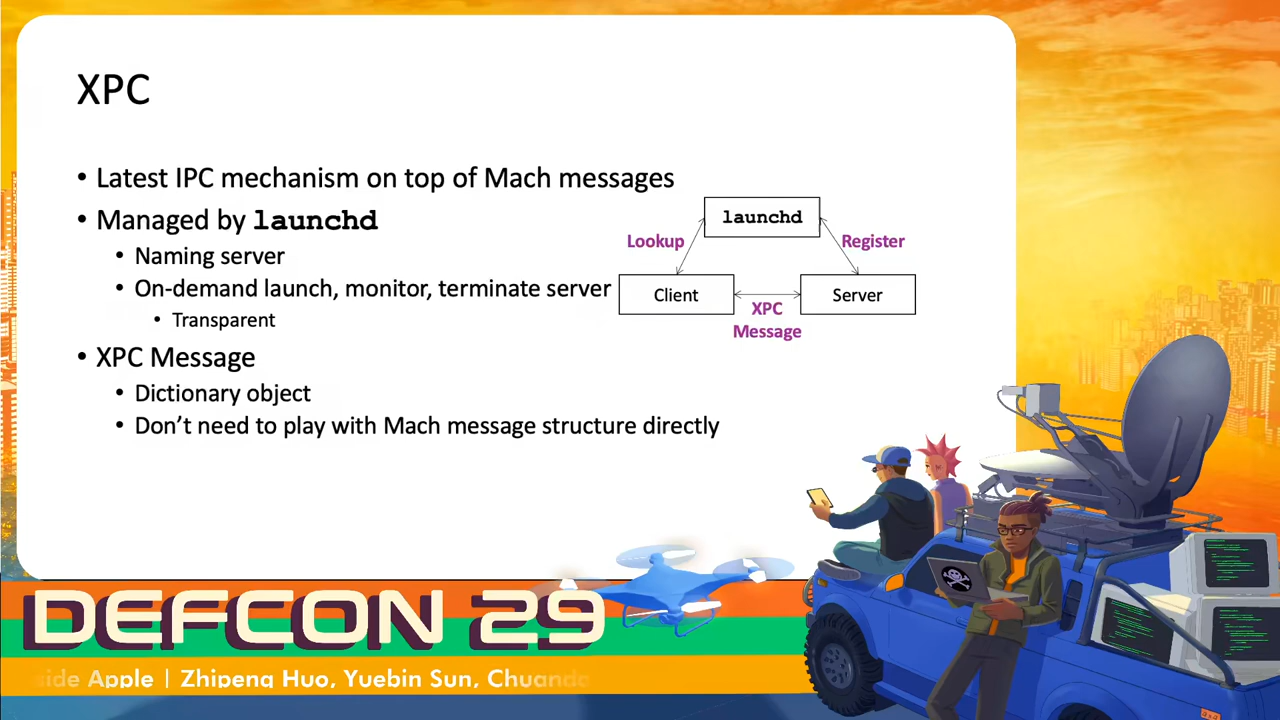 XPC
• Latest IPC mechanism on top of Mach messages
• Managed by launchd
• Naming server
• On-demand launch, monitor, terminate server
• Transparent
• XPC Message
• Dictionary object
• Don’t need to play with Mach message structure directly
launchd
Lookup
Register
Client
Server
XPC
Message
DEFCON 29
side Apple | Zhipeng Huo, Yuebin Sun, Chuanda